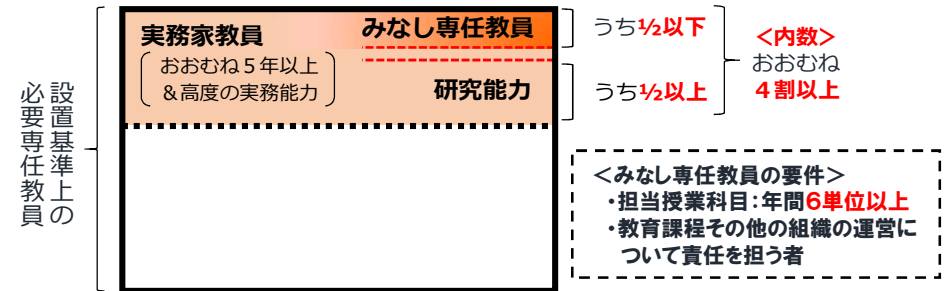 設置基準上の
必要専任教員
実務家教員
おおむね5年以上
&高度の実務能力
みなし専任教員
研究能力
うち½以下
うち½以上
<内数>
おおむね
4割以上
<みなし専任教員の要件>
・担当授業科目:年間6単位以上
・教育課程その他の組織の運営に
ついて責任を担う者